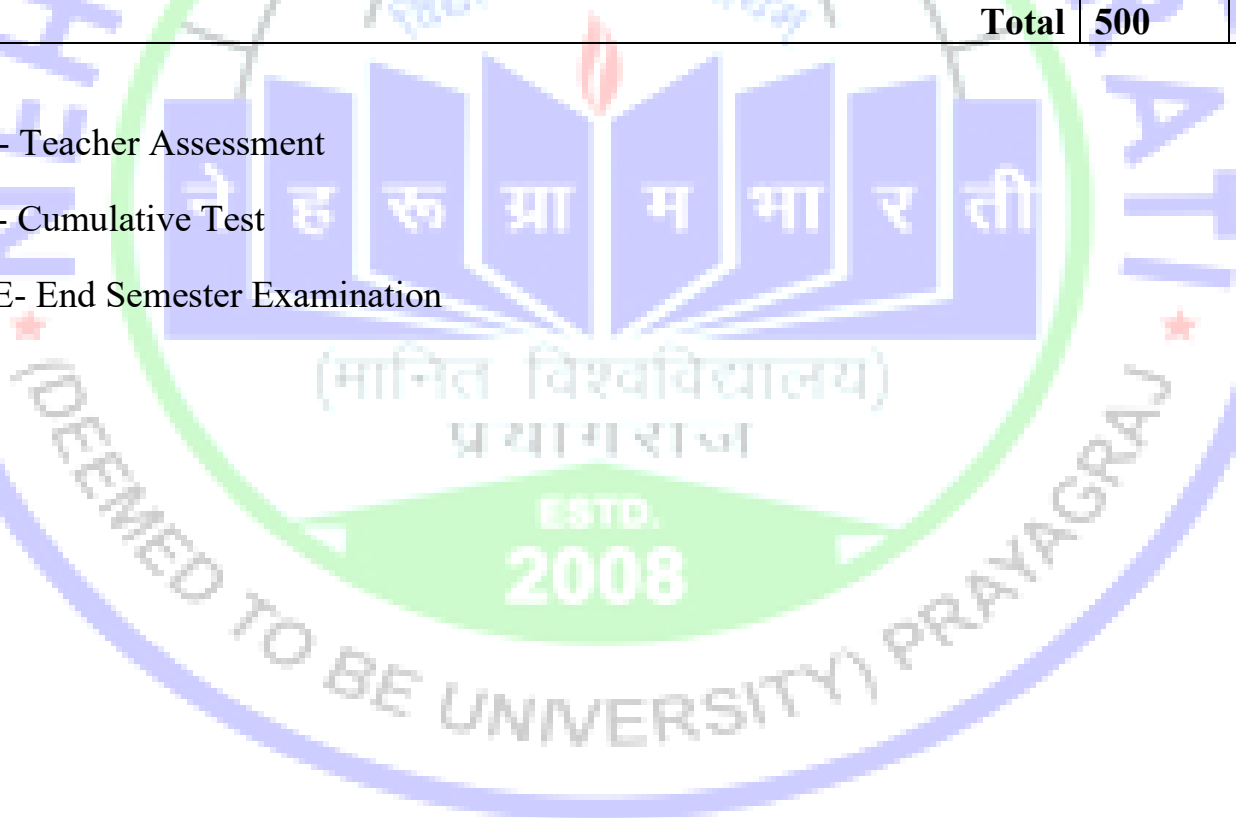 Total 500
- Teacher Assessment
- Cumulative Test
E- End Semester Examination
ने ह रू ग्रा म भा र ती
(मानित विश्वविद्यालय)
प्रयागराज
ESTD.
2008
(DEEMED TO BE UNIVERSITY) PRAYAGRAJ